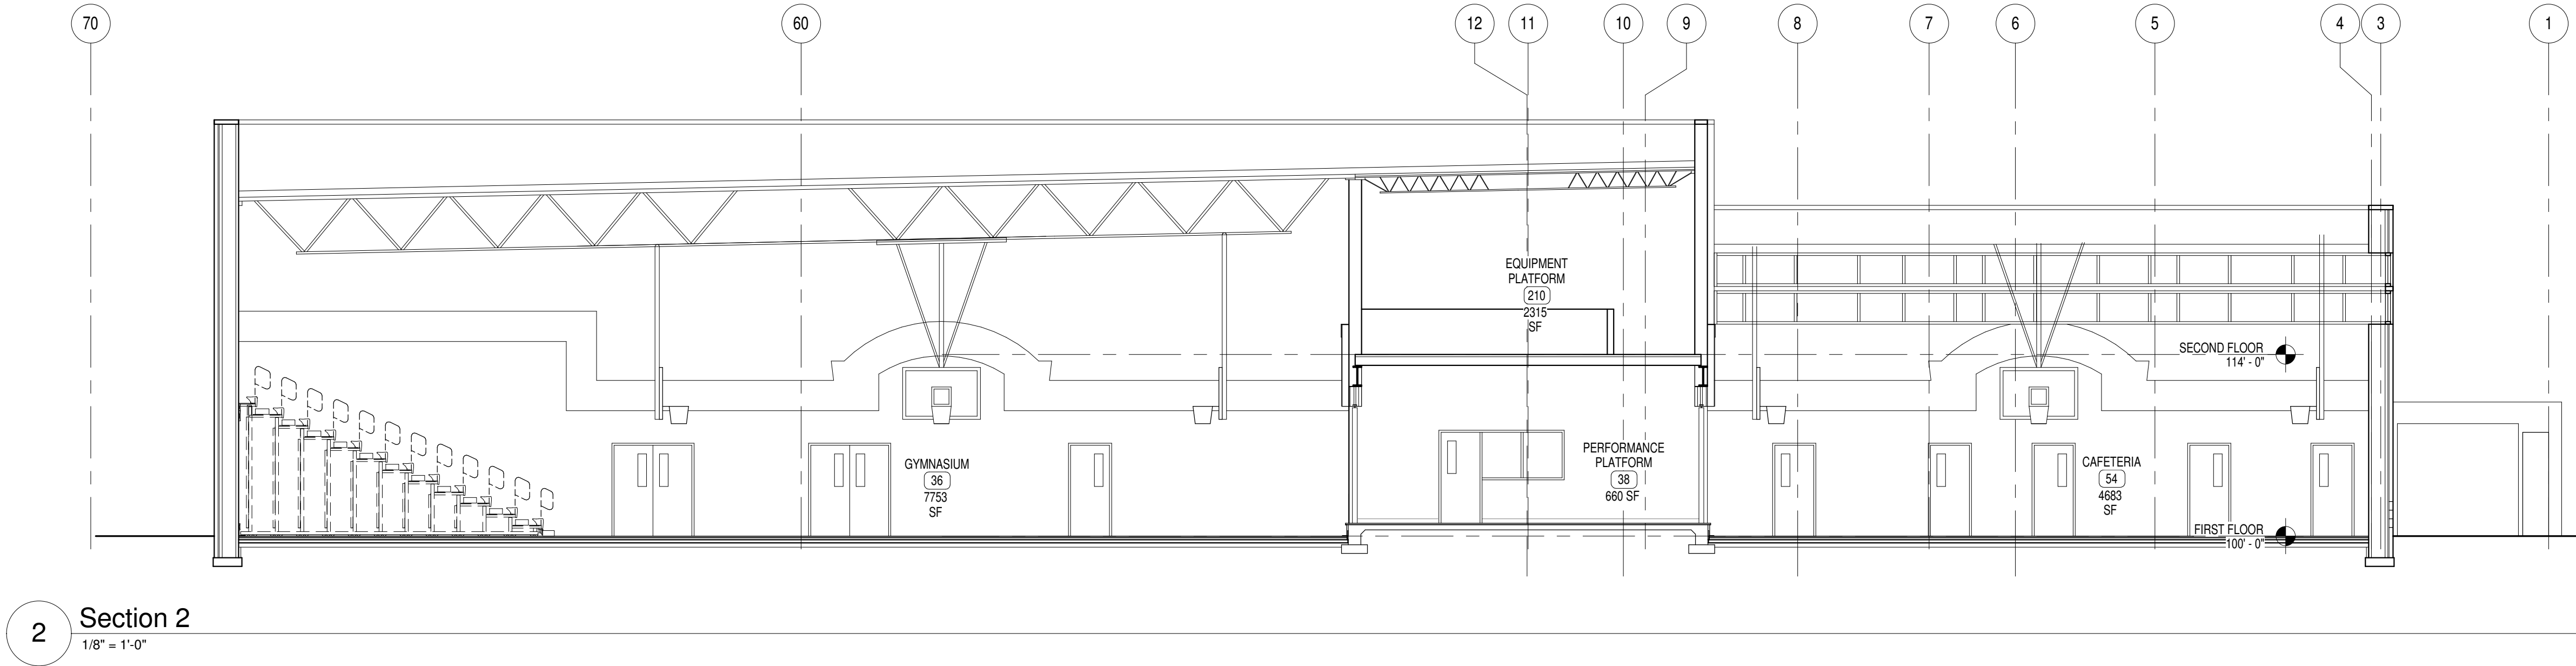 70
60
12
11
10
9
8
7
6
5
4
3
1
EQUIPMENT
PLATFORM
210
2315
SF
SECOND FLOOR
114' - 0"
GYMNASIUM
36
7753
SF
PERFORMANCE
PLATFORM
38
660 SF
CAFETERIA
54
4683
SF
FIRST FLOOR
100' - 0"
2
Section 2
1/8" = 1'-0"